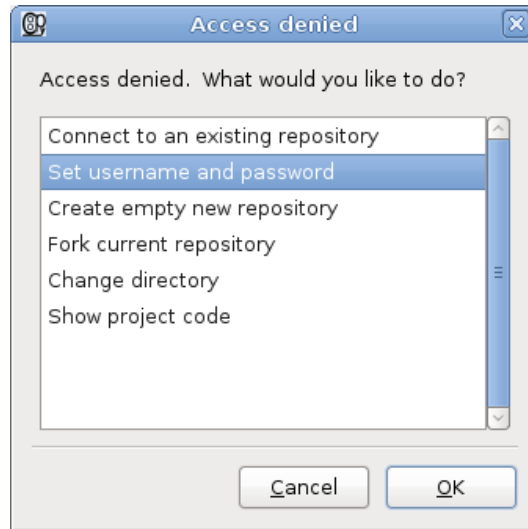 Access denied
Access denied. What would you like to do?
Connect to an existing repository
Set username and password
Create empty new repository
Fork current repository
Change directory
Show project code
Cancel
OK